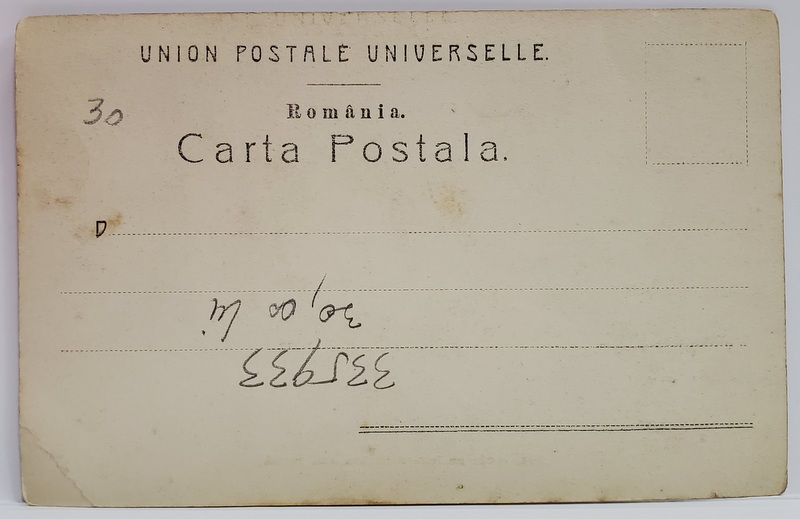 UNION POSTALE UNIVERSELLE.
România.
30
Carta Postala.
D
335933
30,00 lei